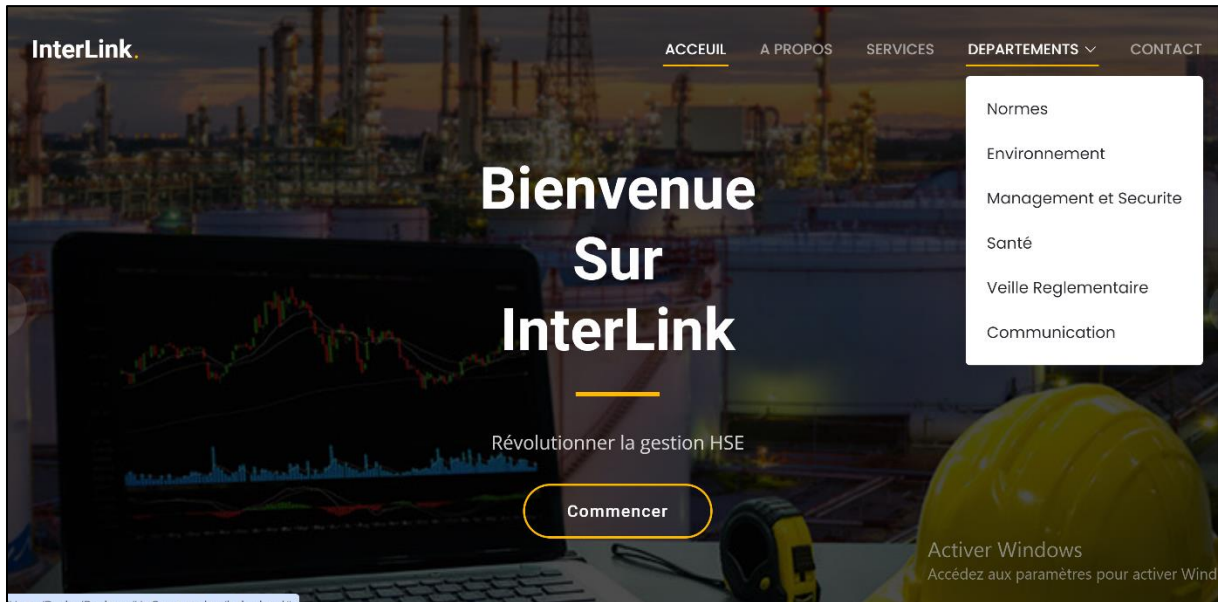 InterLink.
ACCEUIL A PROPOS SERVICES DEPARTEMENTS CONTACT
Normes
Environnement
Management et Securite
Santé
Veille Reglementaire
Communication
Bienvenue
Sur
InterLink
Révolutionner la gestion HSE
Commencer
Activer Windows
Accédez aux paramètres pour activer Wind